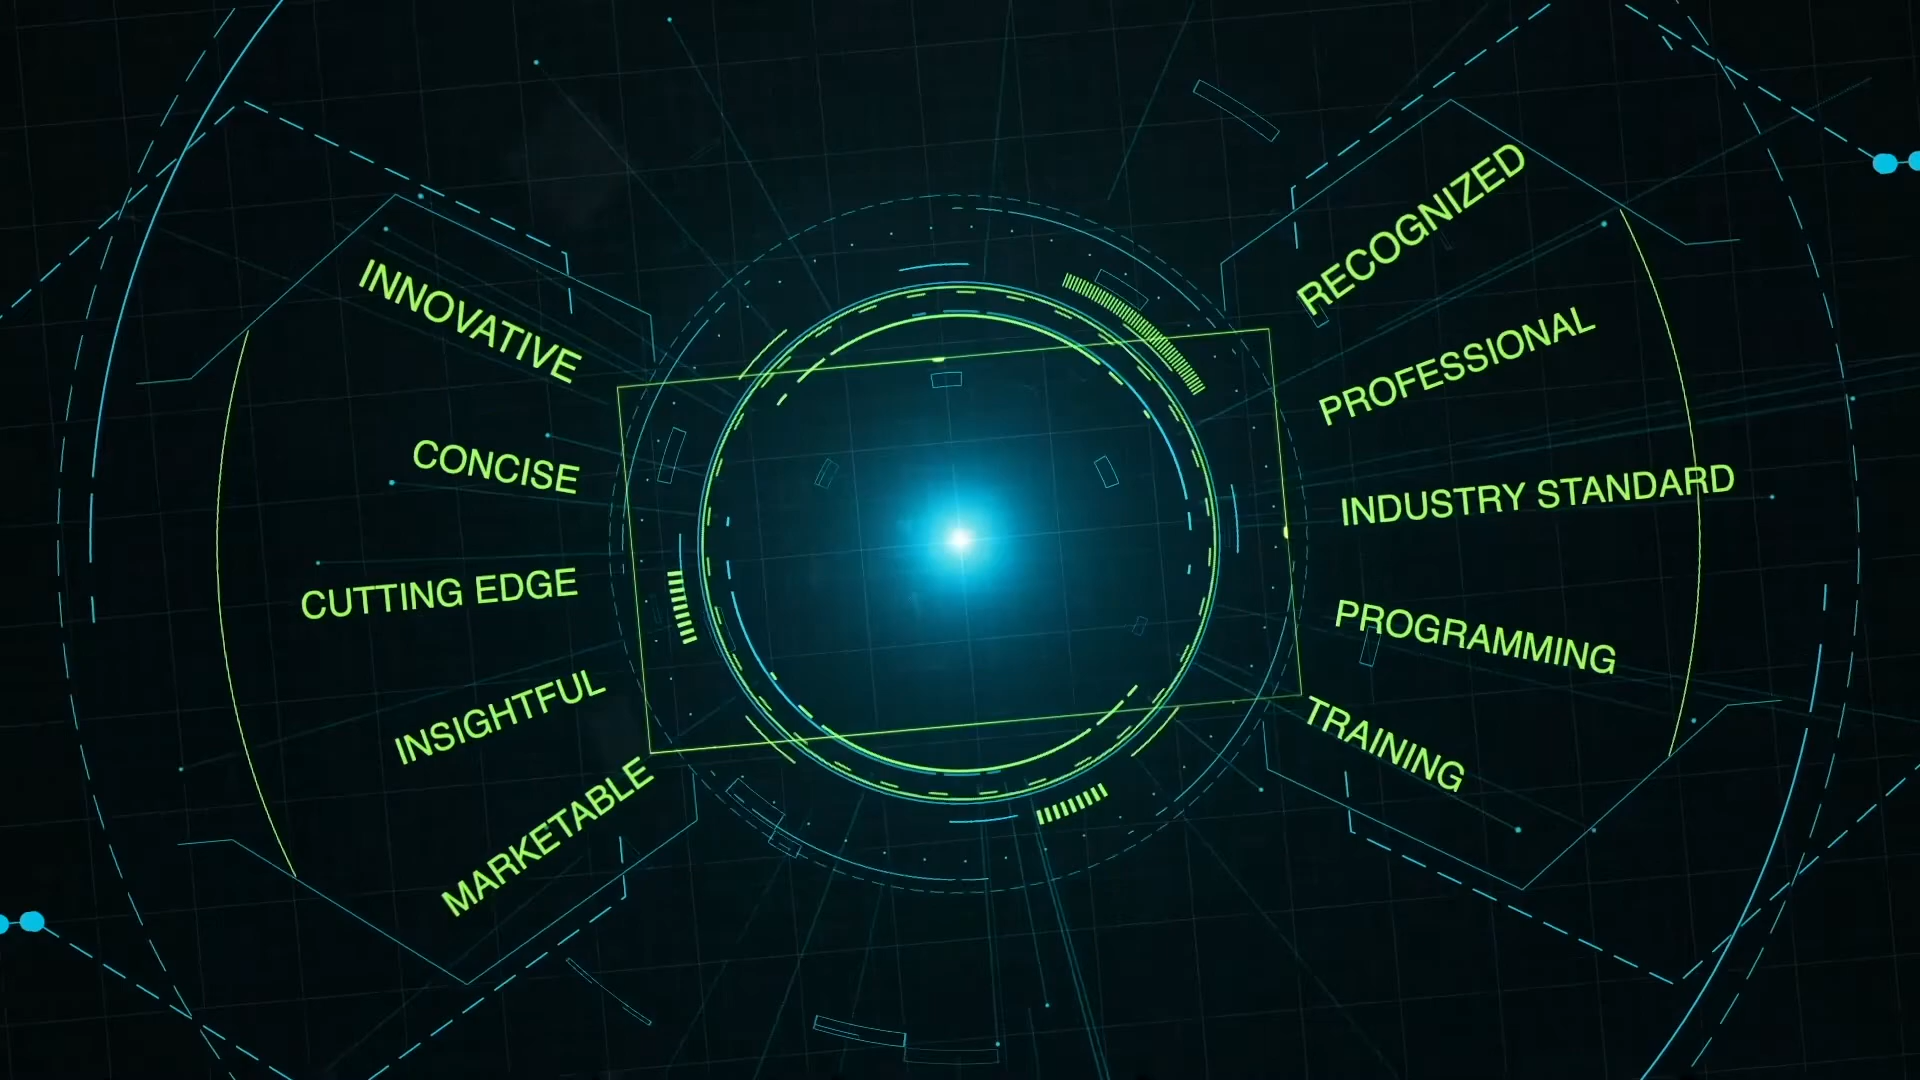 INNOVATIVE
CONCISE
CUTTING EDGE
INSIGHTFUL
MARKETABLE
RECOGNIZED
PROFESSIONAL
INDUSTRY STANDARD
PROGRAMMING
TRAINING